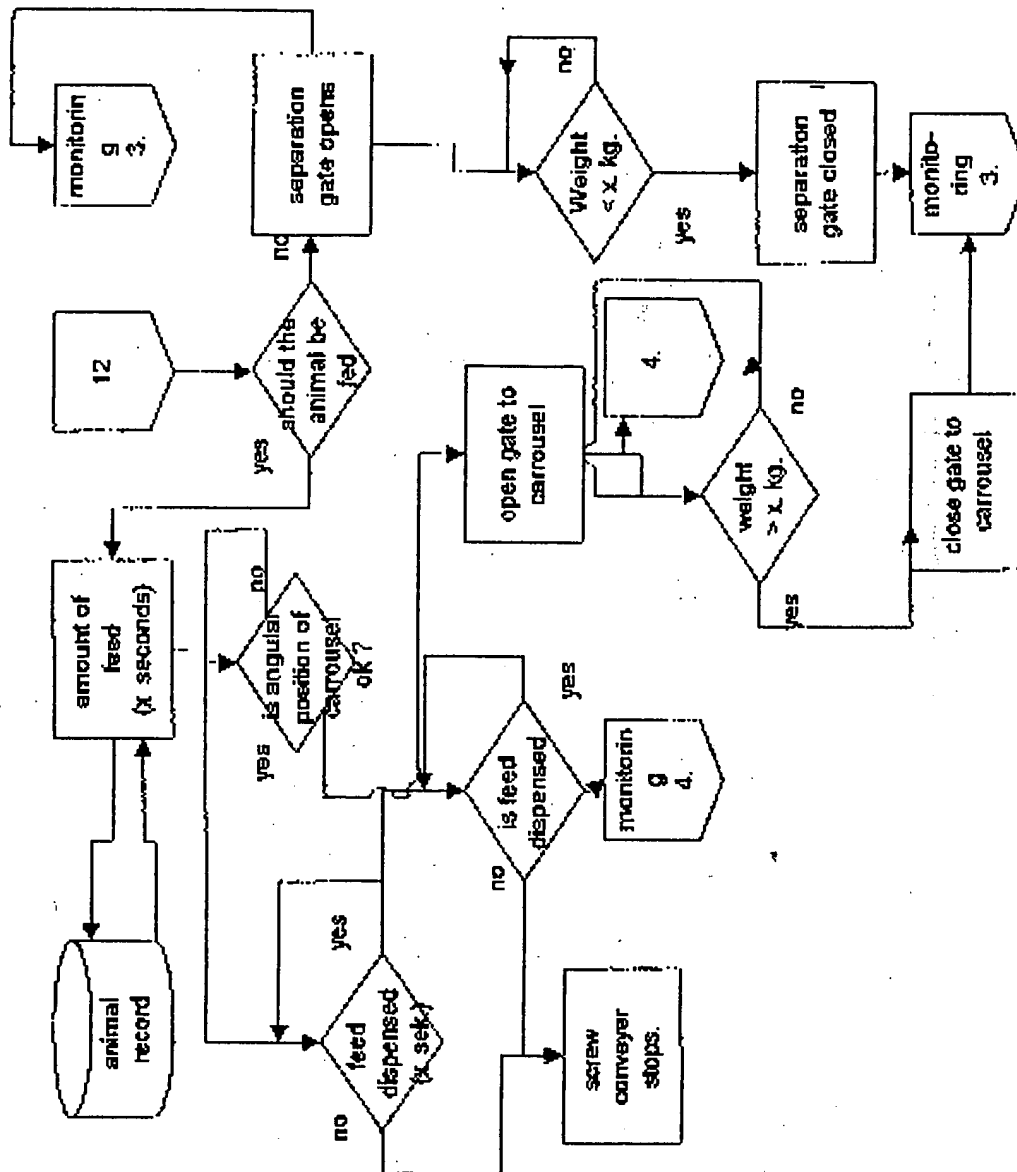 animal
record
amount of
feed
(x seconds)
12
monitorin
g
3.
should the
animal be
fed
yes
no
separation
gate opens
is angular
position of
carrousel
ok ?
yes
no
feed
dispensed
(x sek.)
yes
no
is feed
dispensed
yes
no
open gate to
carrousel
Weight
< x. kg.
no
yes
screw
conveyer
stops.
monitorin
g
4.
4.
weight
> x. kg.
no
yes
separation
gate closed
close gate to
carrousel
monito-
ring
3.